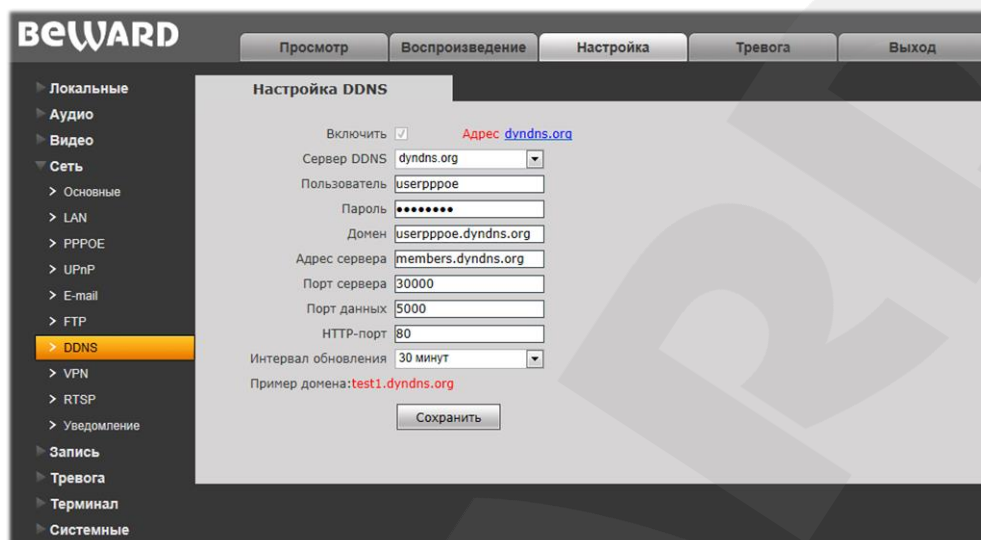 BEWARD
Просмотр Воспроизведение Настройка Тревога Выход
Локальные
Аудио
Видео
Сеть
> Основные
> LAN
> PPPOE
> UPnP
> E-mail
> FTP
> DDNS
> VPN
> RTSP
> Уведомление
Запись
Тревога
Терминал
Системные
Настройка DDNS
Включить Адрес dyndns.org
Сервер DDNS dyndns.org
Пользователь userpppoe
Пароль ••••••••
Домен userpppoe.dyndns.org
Адрес сервера members.dyndns.org
Порт сервера 30000
Порт данных 5000
HTTP-порт 80
Интервал обновления 30 минут
Пример домена:test1.dyndns.org
Сохранить